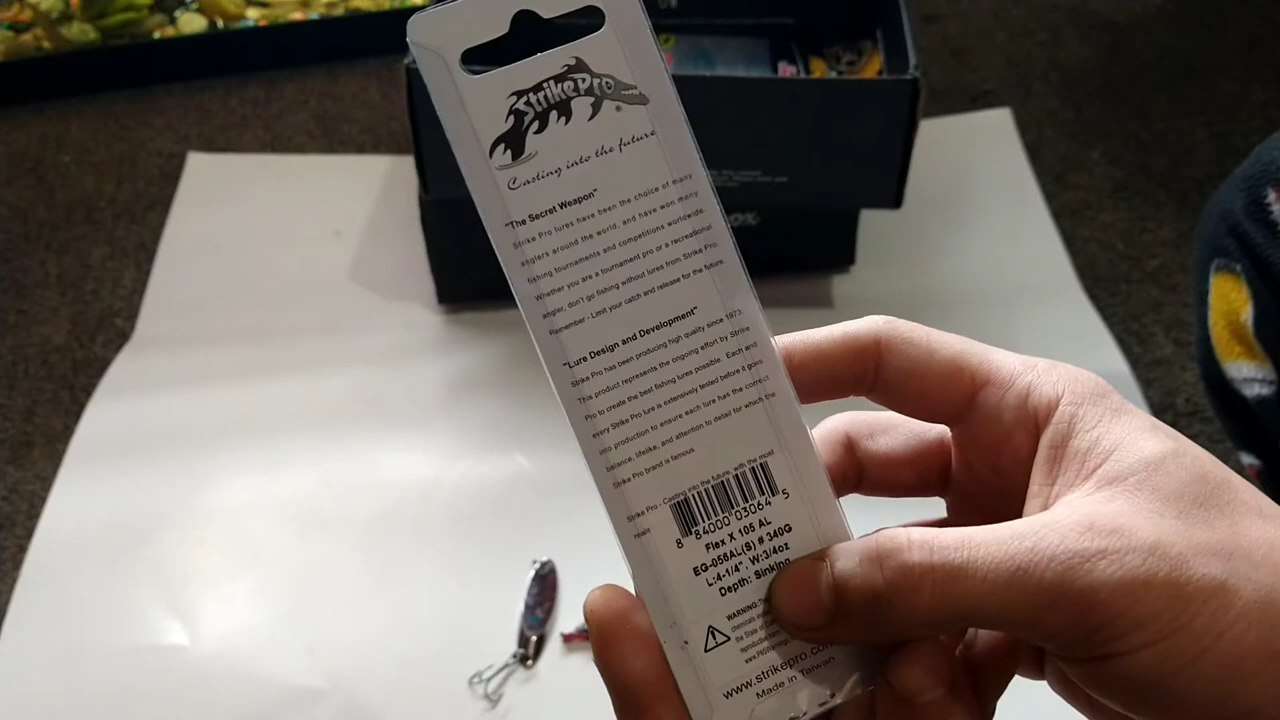 StrikePro
®
Casting into the future
"The Secret Weapon"
Strike Pro lures have been the choice of many
anglers around the world, and have won many
fishing tournaments and competitions worldwide.
Whether you are a tournament pro or a recreational
angler, don't go fishing without lures from Strike Pro.
Remember - Limit your catch and release for the future.
"Lure Design and Development"
Strike Pro has been producing high quality since 1973.
This product represents the ongoing effort by Strike
Pro to create the best fishing lures possible. Each and
every Strike Pro lure is extensively tested before it goes
into production to ensure each lure has the correct
balance, lifelike, and attention to detail for which the
Strike Pro brand is famous.
Strike Pro - Casting into the future, with the most
8 84000 03064 5
Flex X 105 AL
EG-056AL(S) # 340G
L:4-1/4", W:3/4oz
Depth: Sinking
WARNING:
chemicals
the State of
reproductive
www.P65Warnings
www.strikepro.com
Made in Taiwan